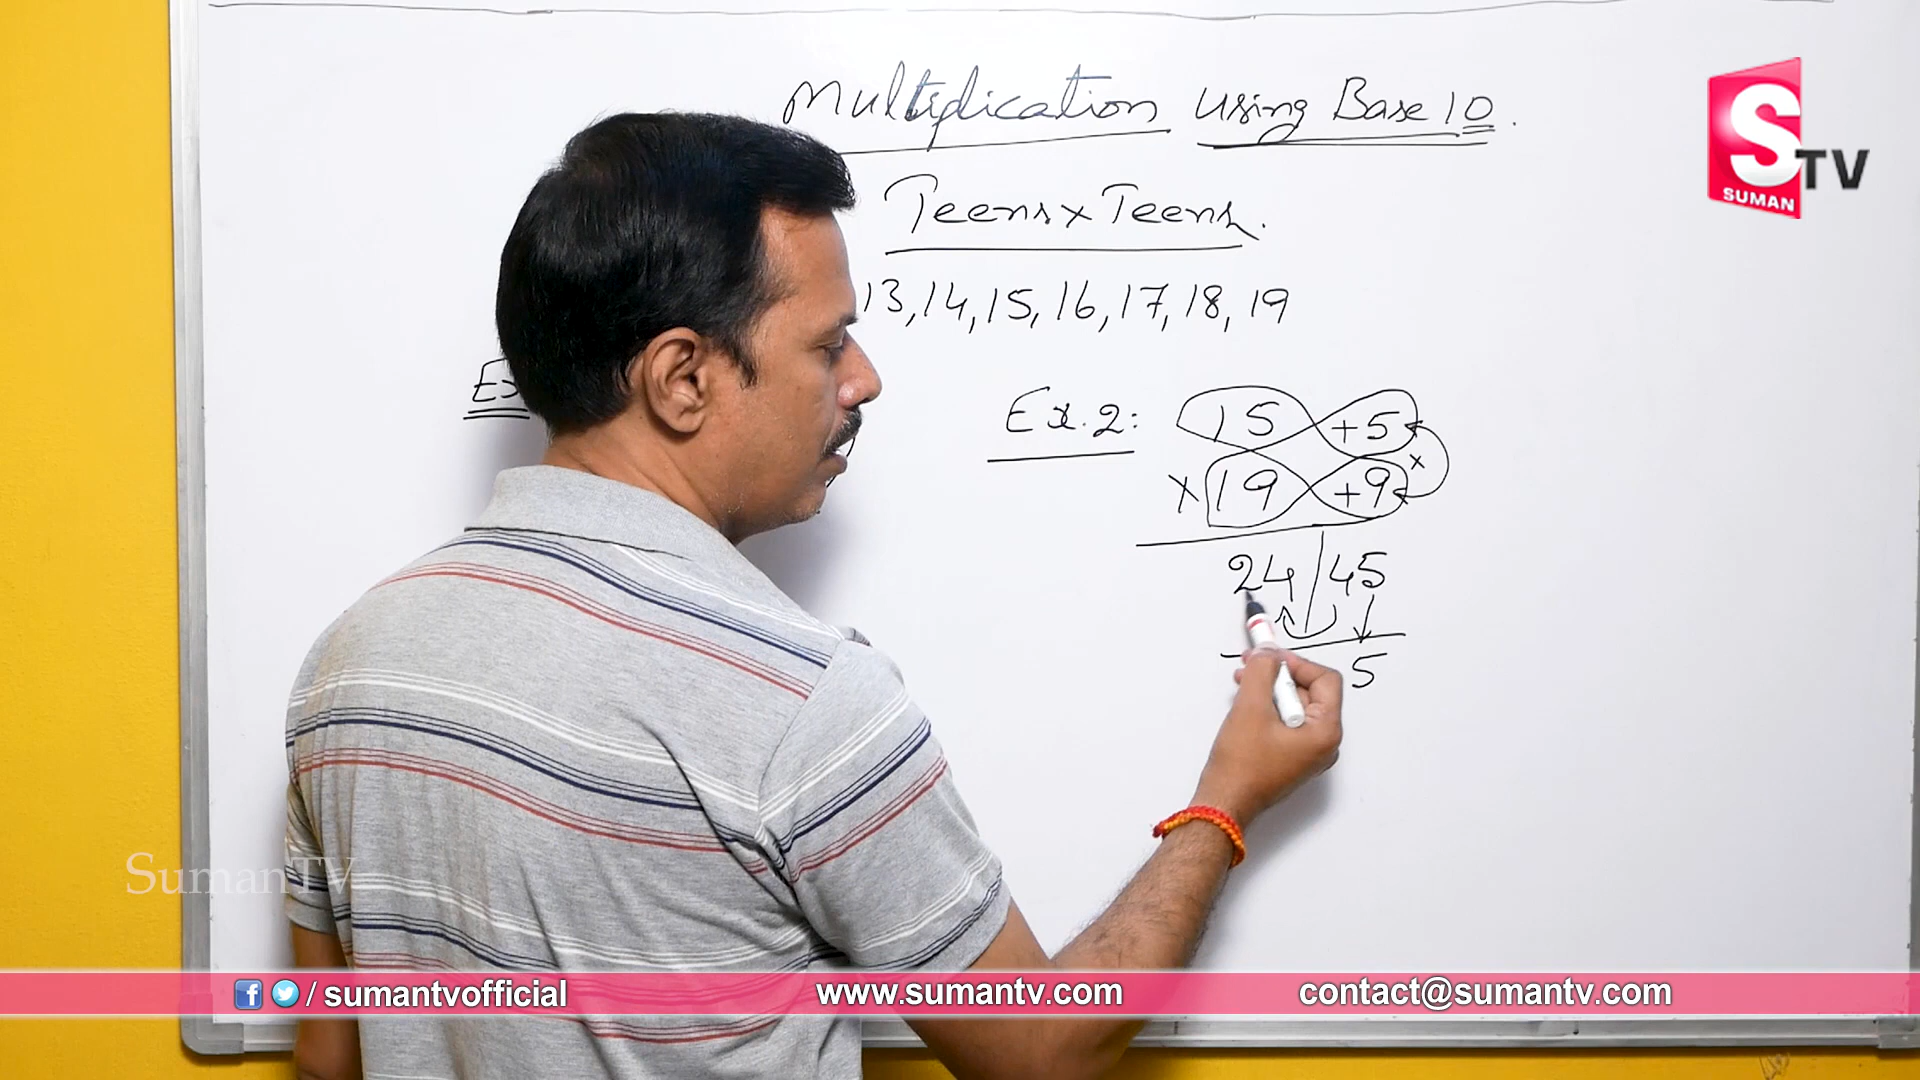 Multiplication using Base 10.
Teens x Teens.
13, 14, 15, 16, 17, 18, 19
Ex. 2:
15 +5
x 19 +9
x
24 | 45
5
S TV
SUMAN
SumanTV
/ sumantvofficial
www.sumantv.com
contact@sumantv.com